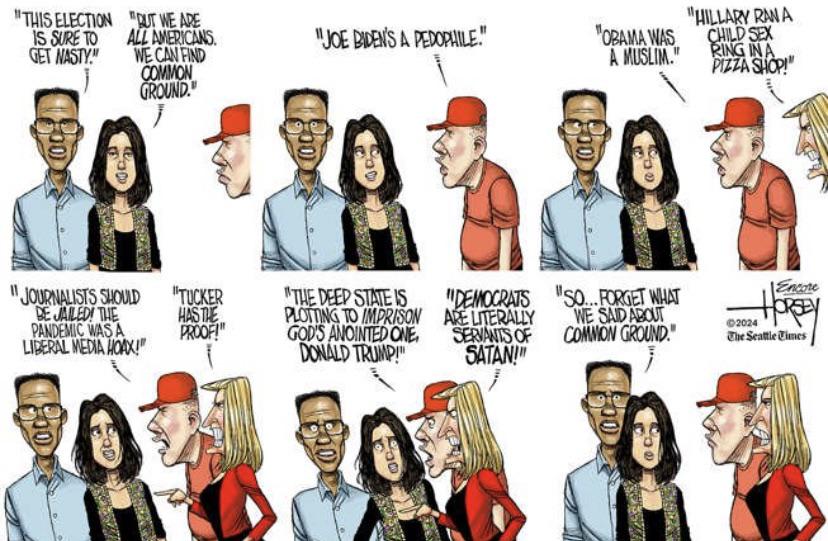 "THIS ELECTION
IS SURE TO
GET NASTY."
"BUT WE ARE
ALL AMERICANS.
WE CAN FIND
COMMON
GROUND."
"JOE BIDEN'S A PEDOPHILE."
"OBAMA WAS
A MUSLIM."
"HILLARY RAN A
CHILD SEX
RING IN A
PIZZA SHOP!"
"JOURNALISTS SHOULD
BE JAILED! THE
PANDEMIC WAS A
LIBERAL MEDIA HOAX!"
"TUCKER
HAS THE
PROOF!"
"THE DEEP STATE IS
PLOTTING TO IMPRISON
GOD'S ANOINTED ONE,
DONALD TRUMP!"
"DEMOCRATS
ARE LITERALLY
SERVANTS OF
SATAN!"
"SO... FORGET WHAT
WE SAID ABOUT
COMMON GROUND."
Encore
HORSEY
©2024
The Seattle Times